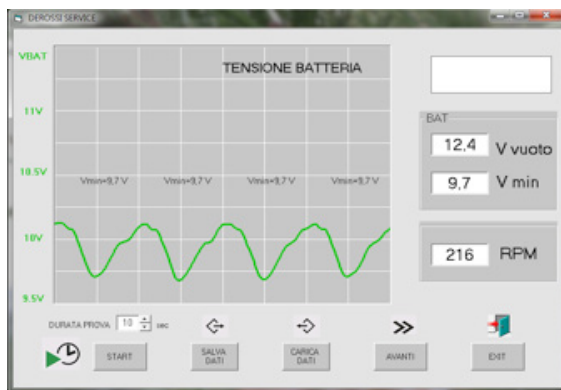 DEROSSI SERVICE
VBAT
TENSIONE BATTERIA
11V
BAT
12,4 V vuoto
10.5V
Vmin=9,7 V Vmin=9,7 V Vmin=9,7 V Vmin=9,7 V
9,7 V min
10V
216 RPM
9.5V
DURATA PROVA 10 sec
START
SALVA DATI
CARICA DATI
AVANTI
EXIT